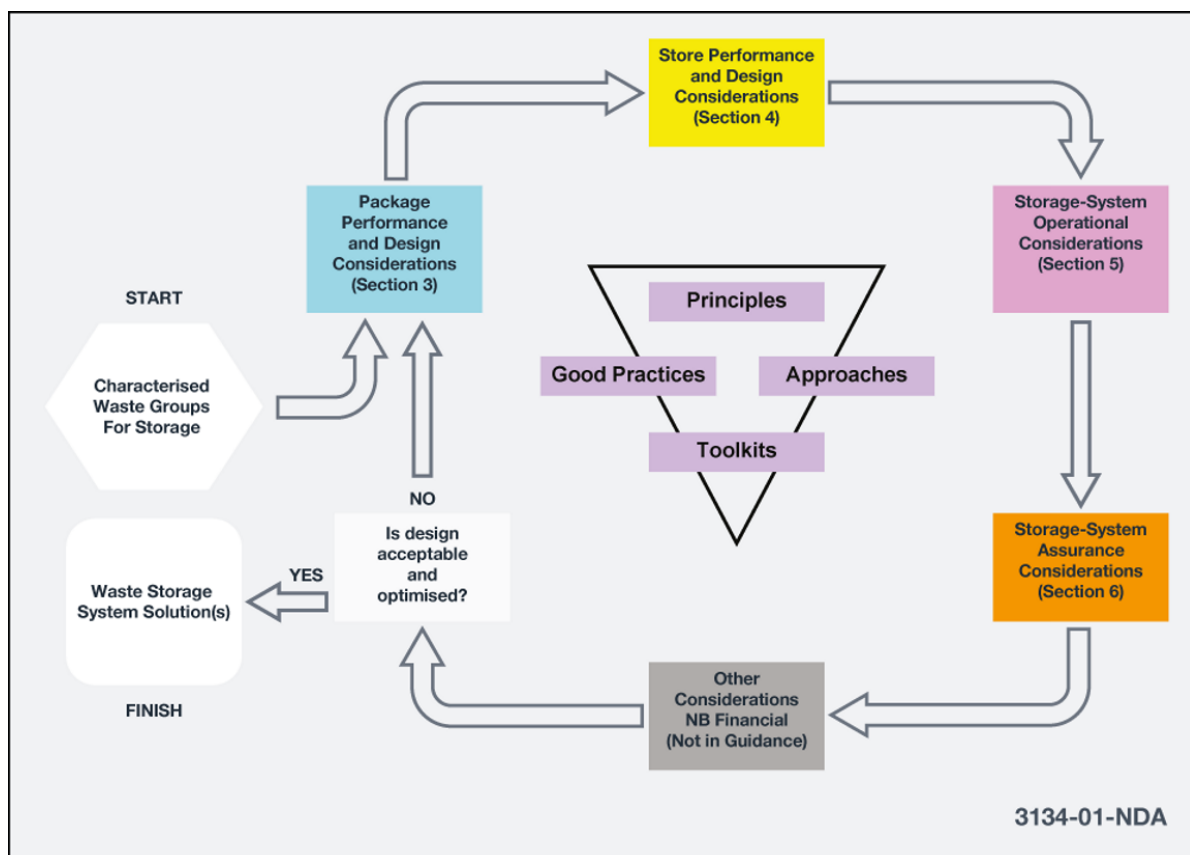 Store Performance
and Design
Considerations
(Section 4)
Package
Performance
and Design
Considerations
(Section 3)
Storage-System
Operational
Considerations
(Section 5)
START
Principles
Good Practices
Approaches
Toolkits
Characterised
Waste Groups
For Storage
NO
Is design
acceptable
and
optimised?
YES
Waste Storage
System Solution(s)
FINISH
Storage-System
Assurance
Considerations
(Section 6)
Other
Considerations
NB Financial
(Not in Guidance)
3134-01-NDA